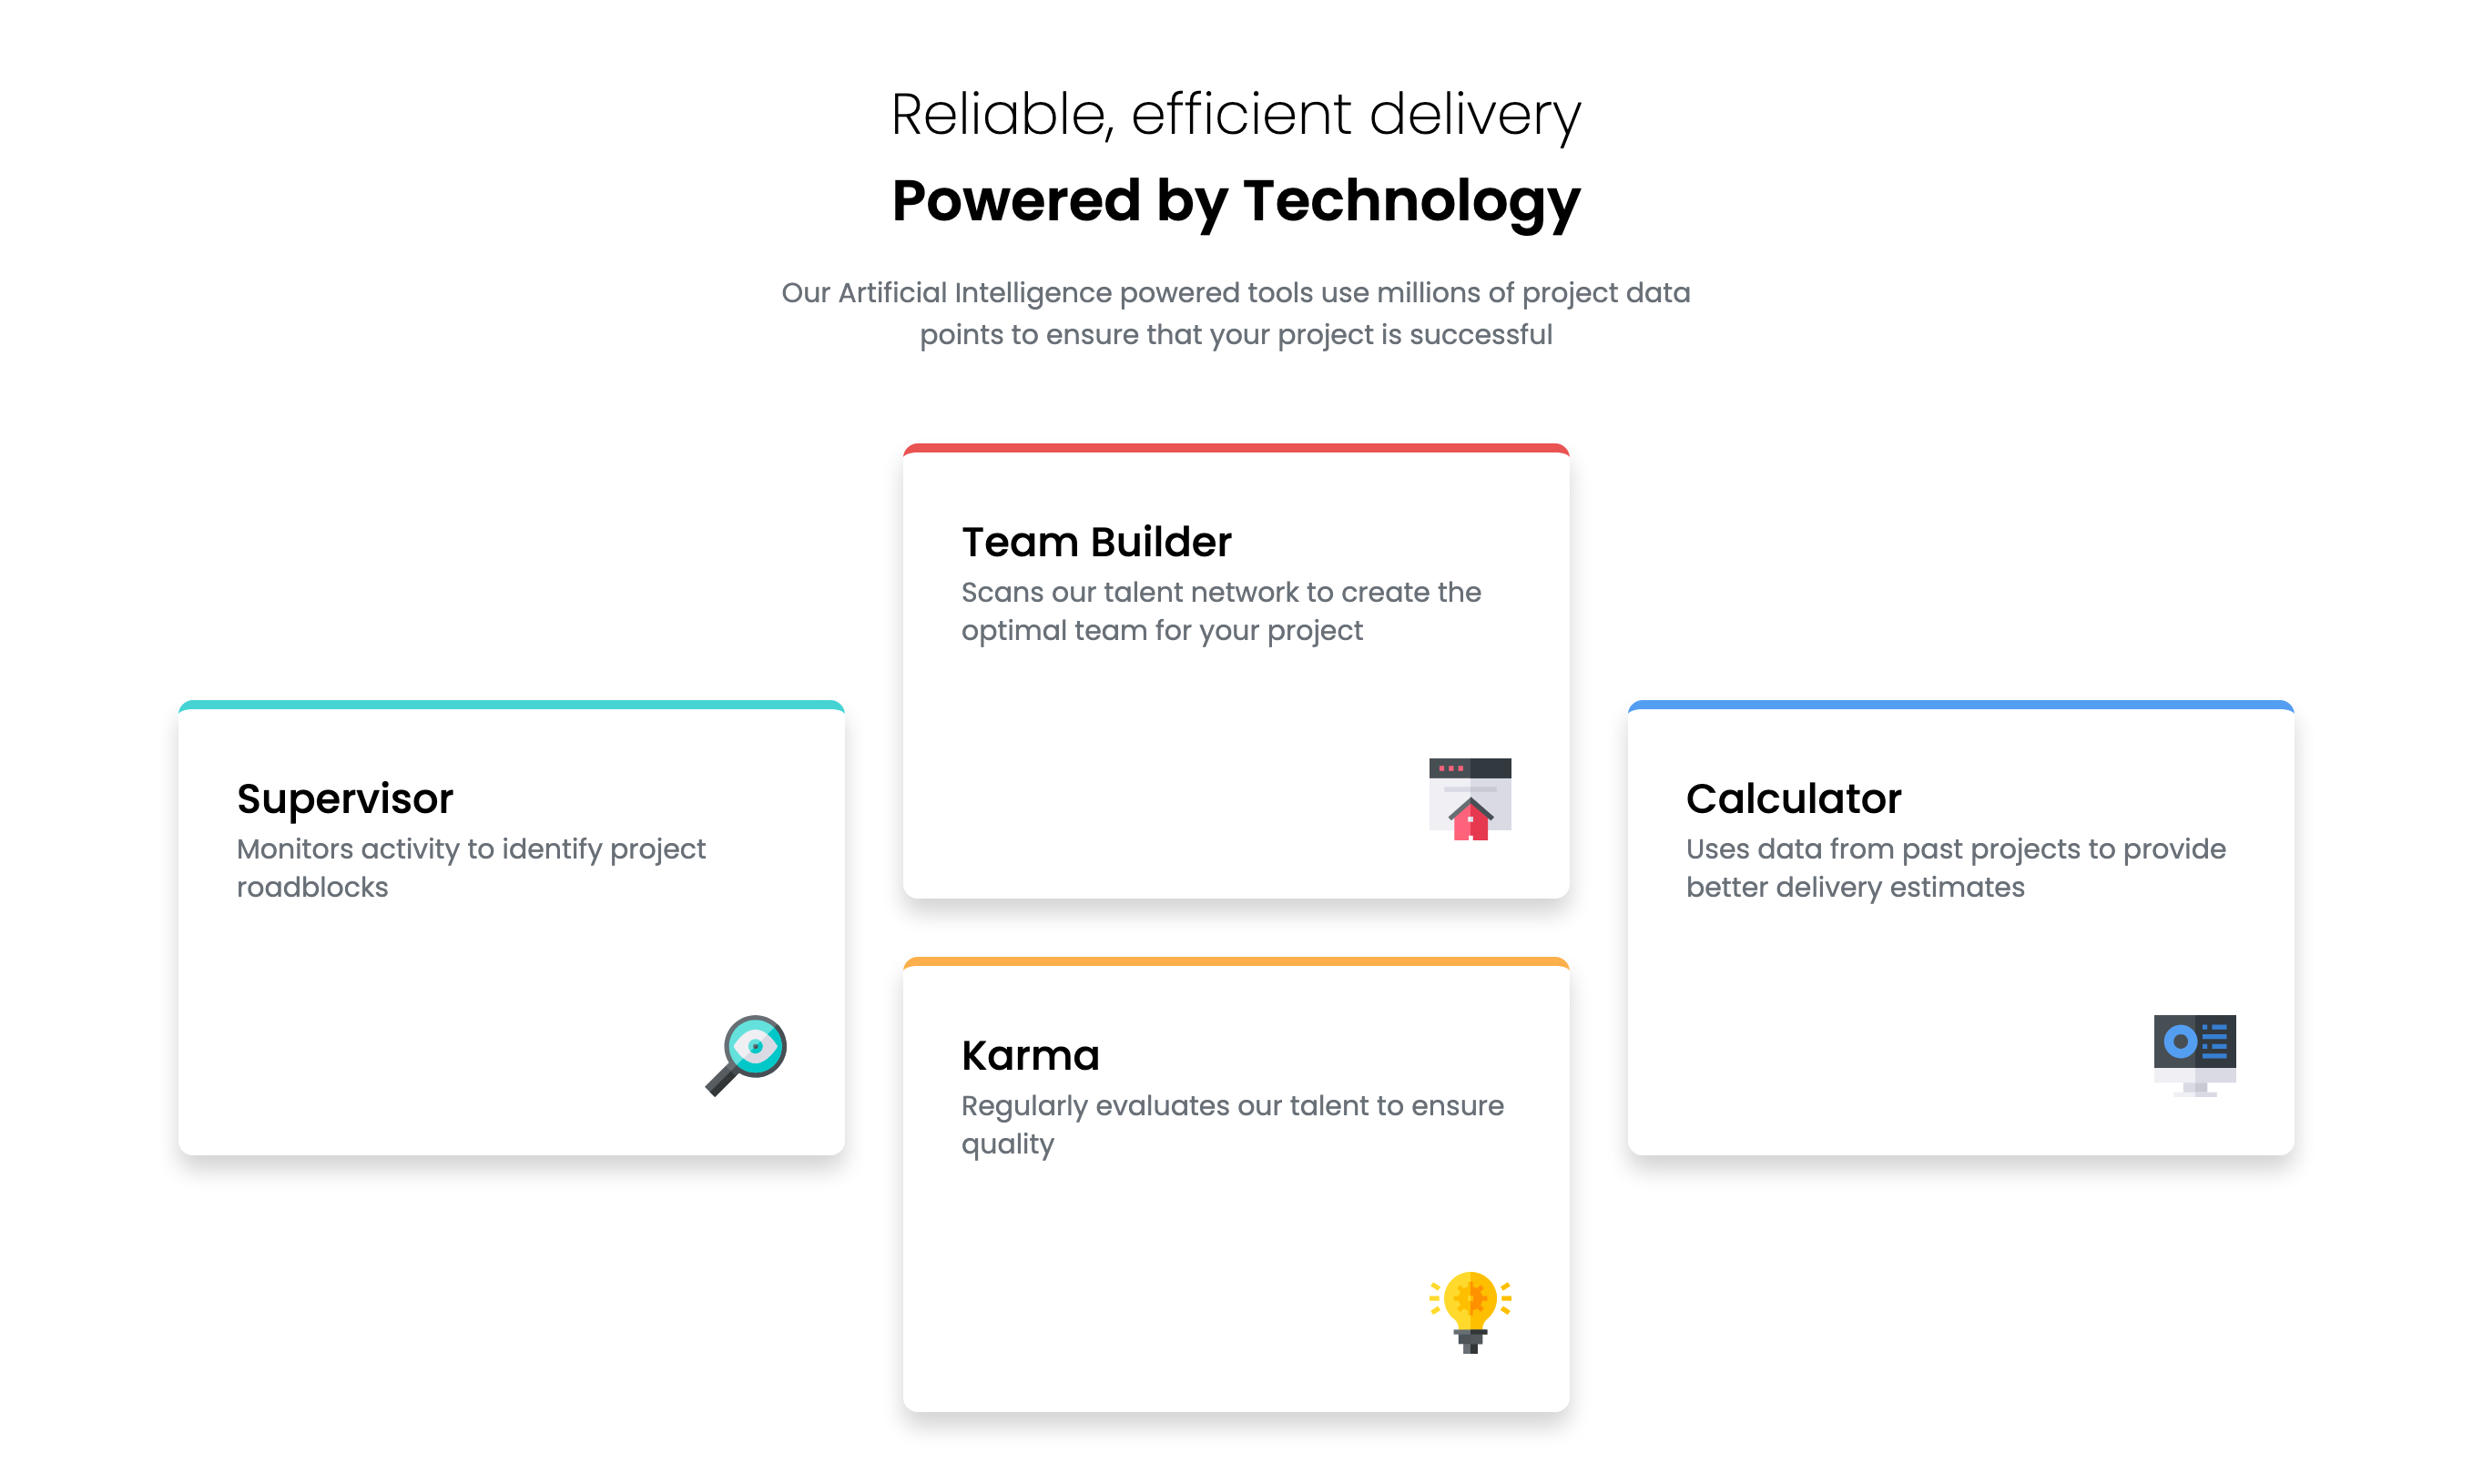 Reliable, efficient delivery
Powered by Technology
Our Artificial Intelligence powered tools use millions of project data
points to ensure that your project is successful
Team Builder
Scans our talent network to create the
optimal team for your project
Supervisor
Monitors activity to identify project
roadblocks
Calculator
Uses data from past projects to provide
better delivery estimates
Karma
Regularly evaluates our talent to ensure
quality